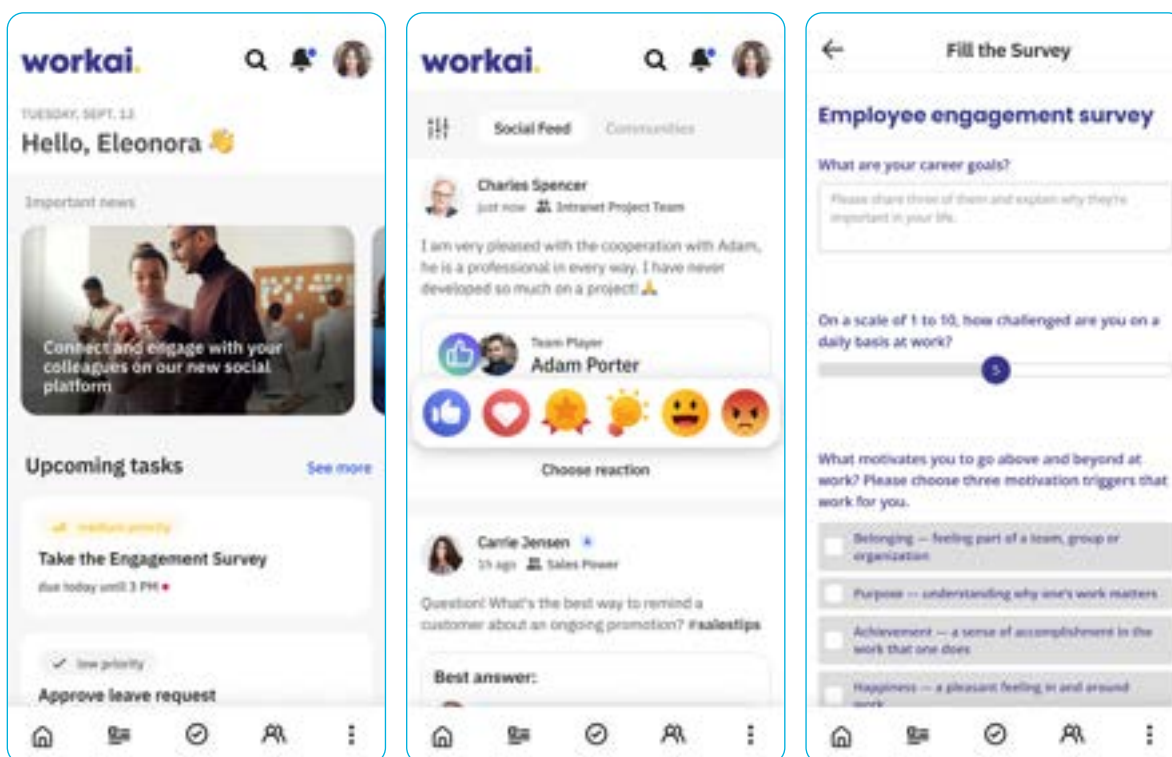 workai.
TUESDAY, SEPT. 13
Hello, Eleonora
Important news
Connect and engage with your
colleagues on our new social
platform
Upcoming tasks
See more
medium priority
Take the Engagement Survey
due today until 3 PM
low priority
Approve leave request
workai.
Social Feed
Communities
Charles Spencer
just now
Intranet Project Team
I am very pleased with the cooperation with Adam,
he is a professional in every way. I have never
developed so much on a project!
Team Player
Adam Porter
Choose reaction
Carrie Jensen
1h ago
Sales Power
Question! What's the best way to remind a
customer about an ongoing promotion? #salestips
Best answer:
Fill the Survey
Employee engagement survey
What are your career goals?
Please share three of them and explain why they're
important in your life.
On a scale of 1 to 10, how challenged are you on a
daily basis at work?
5
What motivates you to go above and beyond at
work? Please choose three motivation triggers that
work for you.
Belonging — feeling part of a team, group or
organization
Purpose — understanding why one's work matters
Achievement — a sense of accomplishment in the
work that one does
Happiness — a pleasant feeling in and around
work